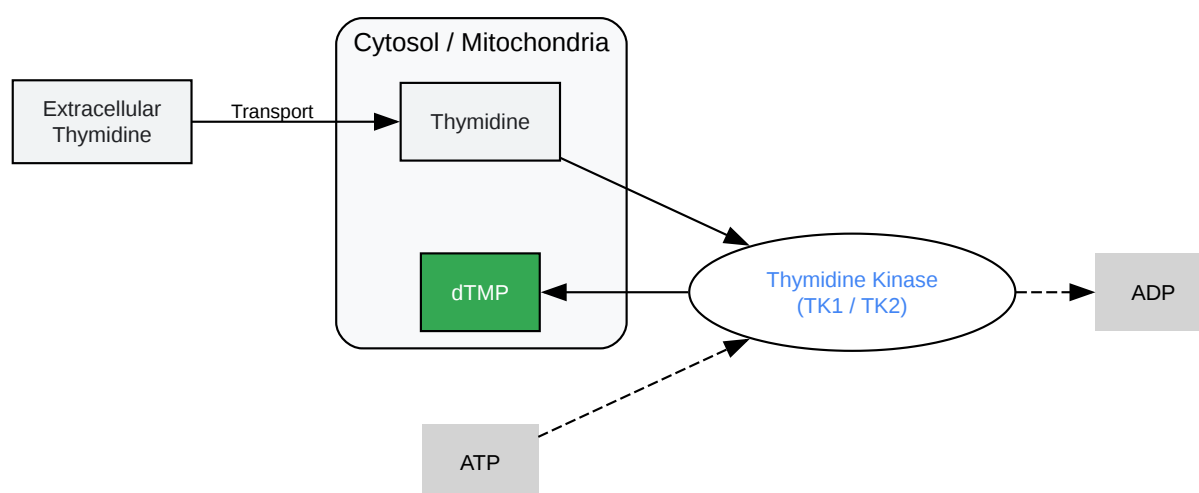 Cytosol / Mitochondria
Extracellular
Thymidine
Transport
Thymidine
dTMP
Thymidine Kinase
(TK1 / TK2)
ADP
ATP